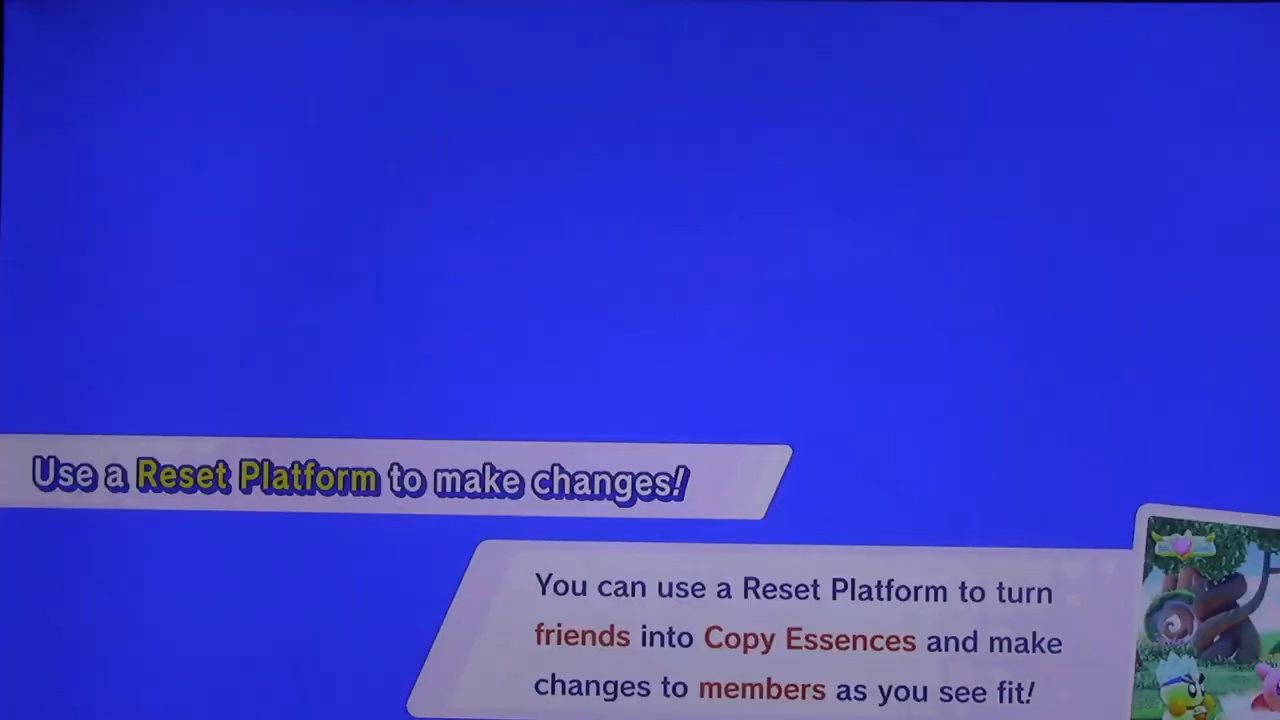 Use a Reset Platform to make changes!
You can use a Reset Platform to turn
friends into Copy Essences and make
changes to members as you see fit!